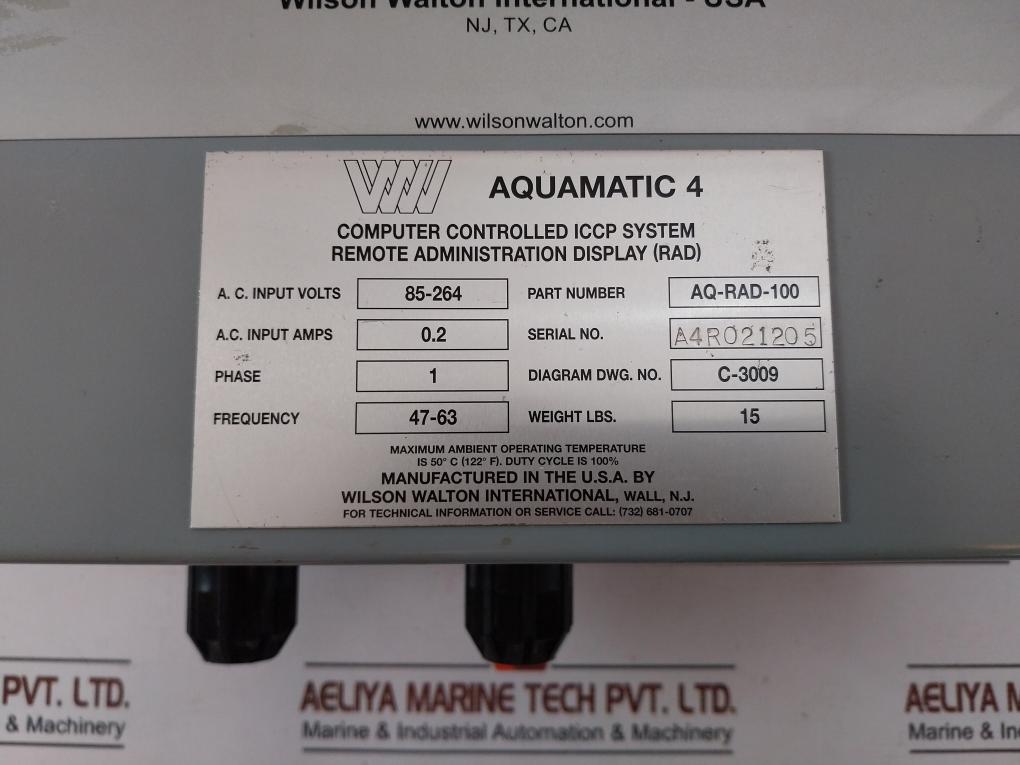 Wilson Walton International - USA
NJ, TX, CA
www.wilsonwalton.com
AQUAMATIC 4
COMPUTER CONTROLLED ICCP SYSTEM
REMOTE ADMINISTRATION DISPLAY (RAD)
A. C. INPUT VOLTS 85-264 PART NUMBER AQ-RAD-100
A.C. INPUT AMPS 0.2 SERIAL NO. A4R021205
PHASE 1 DIAGRAM DWG. NO. C-3009
FREQUENCY 47-63 WEIGHT LBS. 15
MAXIMUM AMBIENT OPERATING TEMPERATURE
IS 50° C (122° F). DUTY CYCLE IS 100%
MANUFACTURED IN THE U.S.A. BY
WILSON WALTON INTERNATIONAL, WALL, N.J.
FOR TECHNICAL INFORMATION OR SERVICE CALL: (732) 681-0707
PVT. LTD. AELIYA MARINE TECH PVT. LTD. AELIYA M
& Machinery Marine & Industrial Automation & Machinery Marine & In